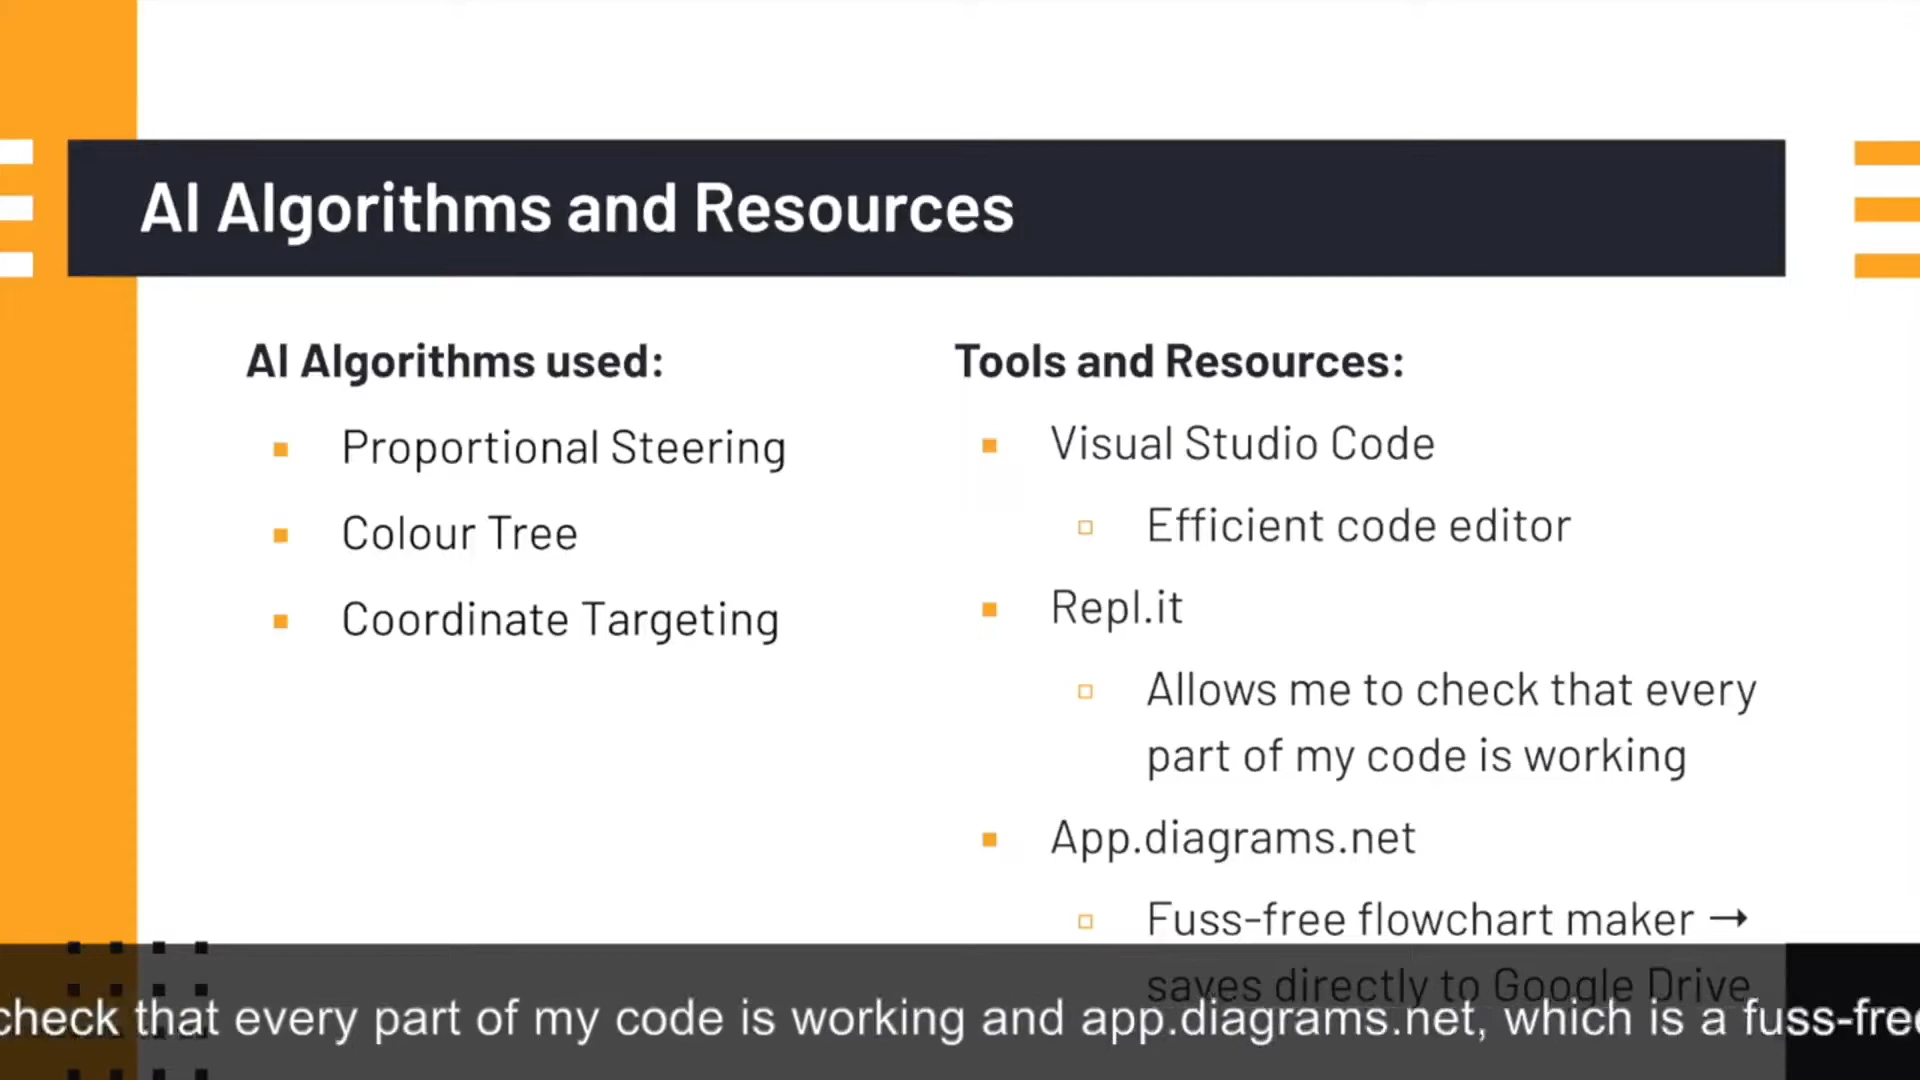 AI Algorithms and Resources
AI Algorithms used:
Proportional Steering
Colour Tree
Coordinate Targeting
Tools and Resources:
Visual Studio Code
Efficient code editor
Repl.it
Allows me to check that every
part of my code is working
App.diagrams.net
Fuss-free flowchart maker →
saves directly to Google Drive
check that every part of my code is working and app.diagrams.net, which is a fuss-free